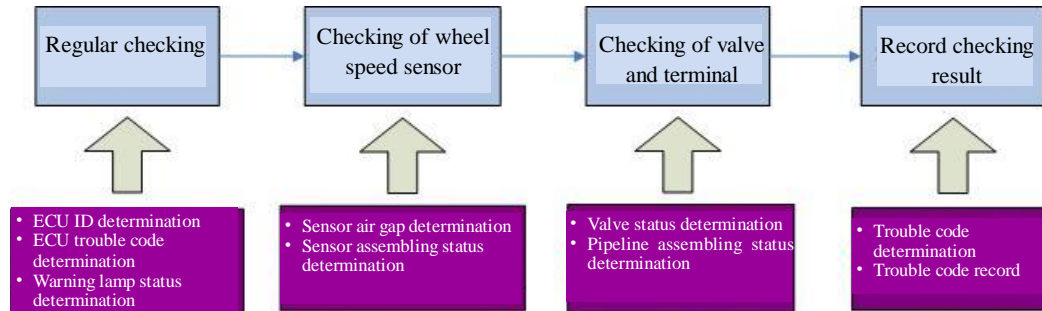 Regular checking
Checking of wheel
speed sensor
Checking of valve
and terminal
Record checking
result
• ECU ID determination
• ECU trouble code
determination
• Warning lamp status
determination
• Sensor air gap determination
• Sensor assembling status
determination
• Valve status determination
• Pipeline assembling status
determination
• Trouble code
determination
• Trouble code record